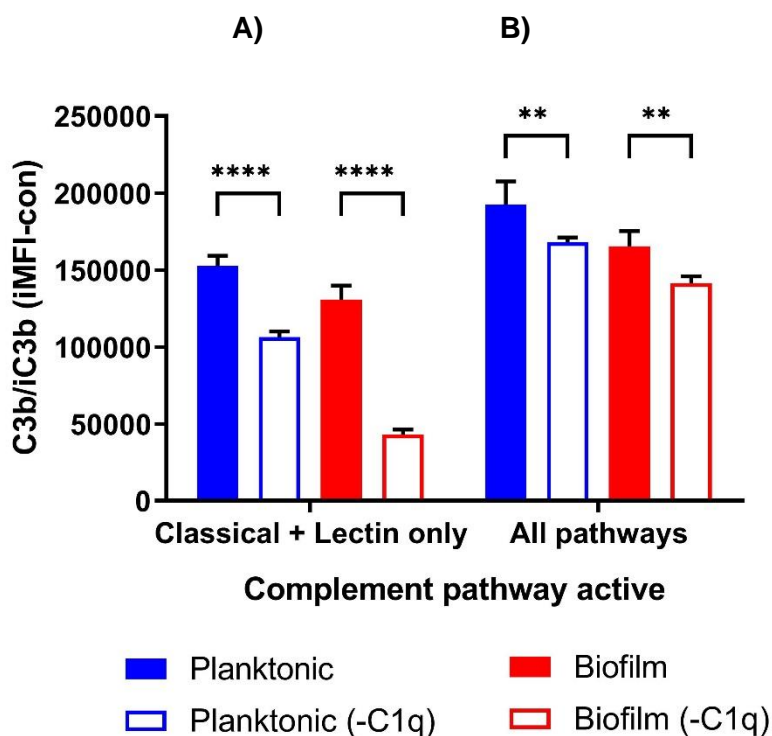 A)
B)
250000
200000
150000
100000
50000
0
C3b/iC3b (iMFI-con)
****
****
**
**
Classical + Lectin only
All pathways
Complement pathway active
Planktonic
Biofilm
Planktonic (-C1q)
Biofilm (-C1q)